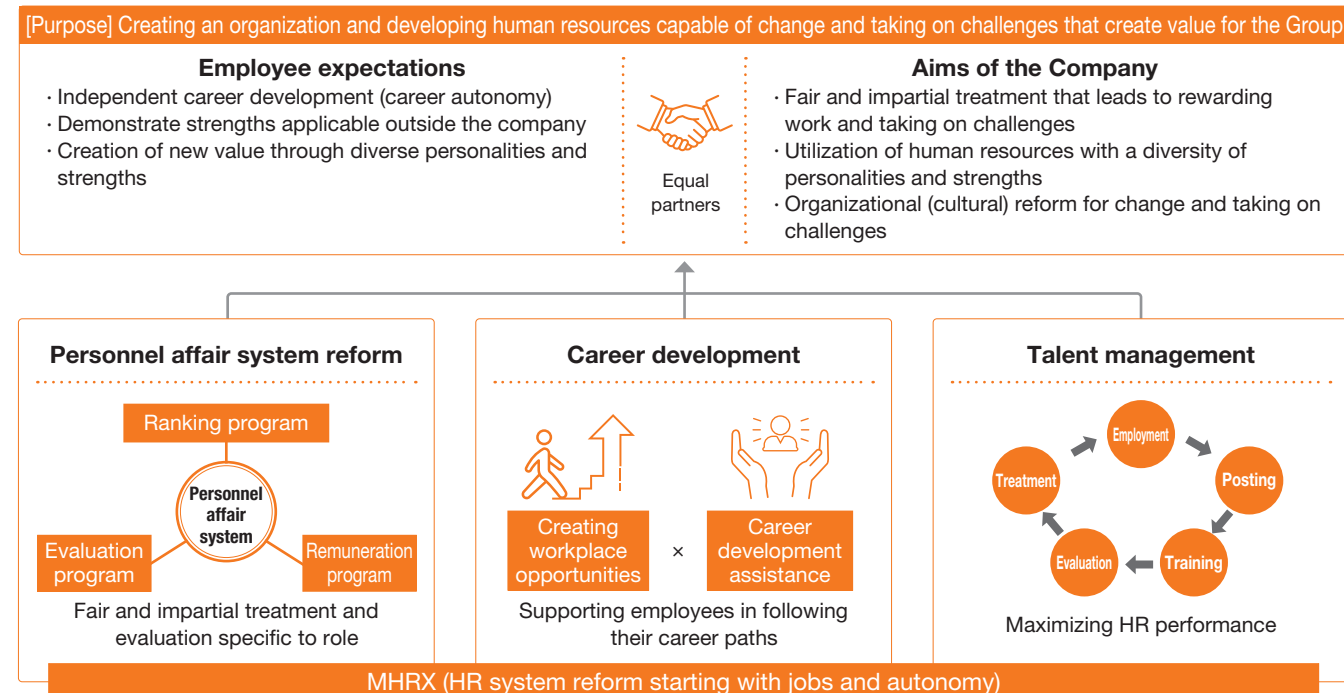 [Purpose] Creating an organization and developing human resources capable of change and taking on challenges that create value for the Group
Employee expectations
· Independent career development (career autonomy)
· Demonstrate strengths applicable outside the company
· Creation of new value through diverse personalities and
strengths
Equal
partners
Aims of the Company
· Fair and impartial treatment that leads to rewarding
work and taking on challenges
· Utilization of human resources with a diversity of
personalities and strengths
· Organizational (cultural) reform for change and taking on
challenges
Personnel affair system reform
Ranking program
Personnel
affair
system
Evaluation
program
Remuneration
program
Fair and impartial treatment and
evaluation specific to role
Career development
Creating
workplace
opportunities
×
Career
development
assistance
Supporting employees in following
their career paths
Talent management
Employment
Posting
Training
Evaluation
Treatment
Maximizing HR performance
MHRX (HR system reform starting with jobs and autonomy)